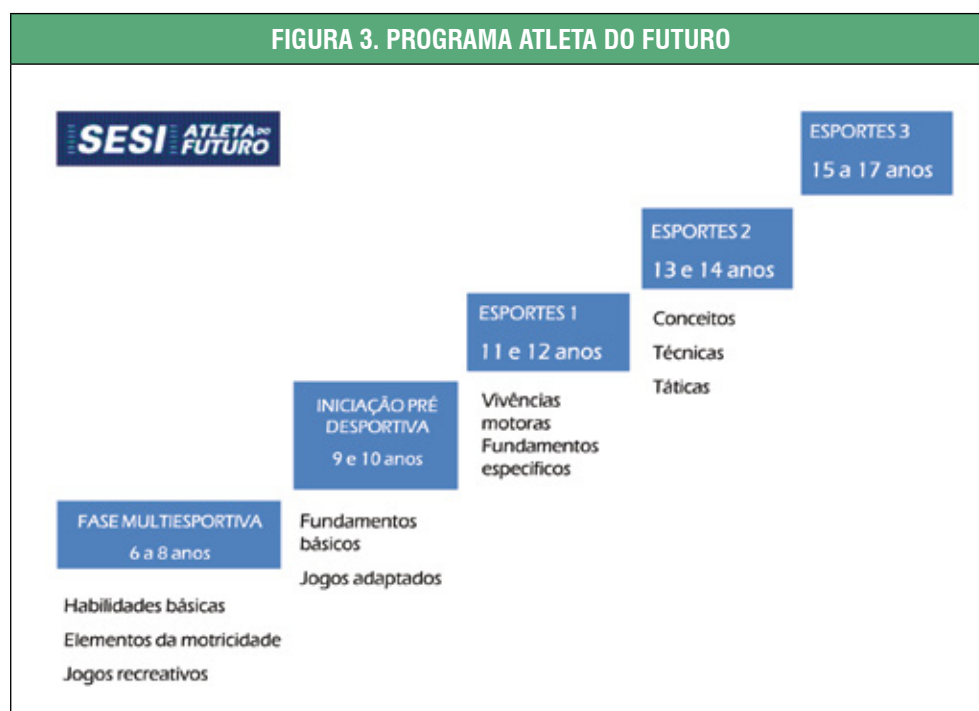 FIGURA 3. PROGRAMA ATLETA DO FUTURO
SESI ATLETA DO
FUTURO
FASE MULTIESPORTIVA
6 a 8 anos
Habilidades básicas
Elementos da motricidade
Jogos recreativos
INICIAÇÃO PRÉ
DESPORTIVA
9 e 10 anos
Fundamentos
básicos
Jogos adaptados
ESPORTES 1
11 e 12 anos
Vivências
motoras
Fundamentos
específicos
ESPORTES 2
13 e 14 anos
Conceitos
Técnicas
Táticas
ESPORTES 3
15 a 17 anos